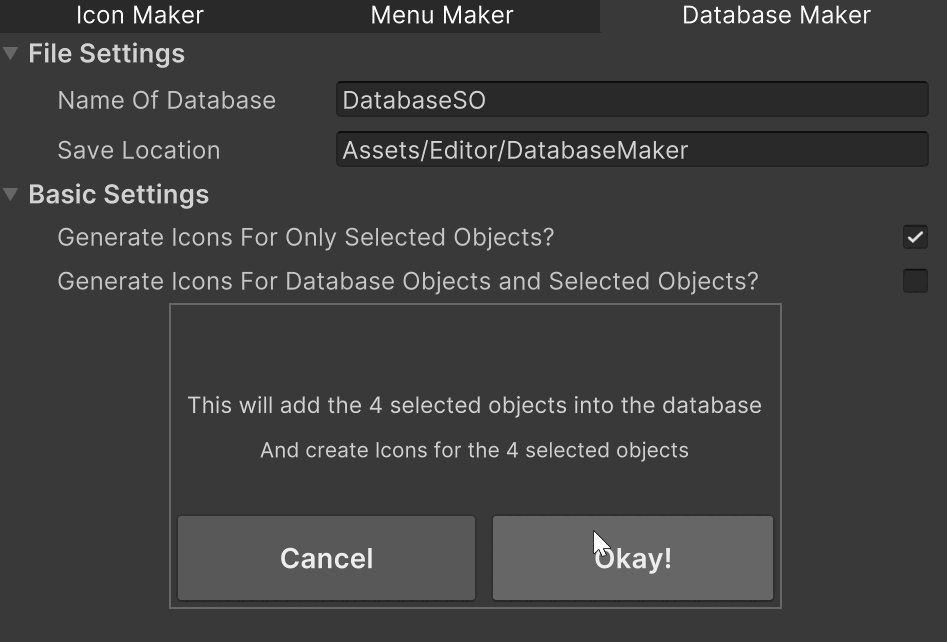 Icon Maker Menu Maker Database Maker
File Settings
Name Of Database DatabaseSO
Save Location Assets/Editor/DatabaseMaker
Basic Settings
Generate Icons For Only Selected Objects?
Generate Icons For Database Objects and Selected Objects?
This will add the 4 selected objects into the database
And create Icons for the 4 selected objects
Cancel Okay!